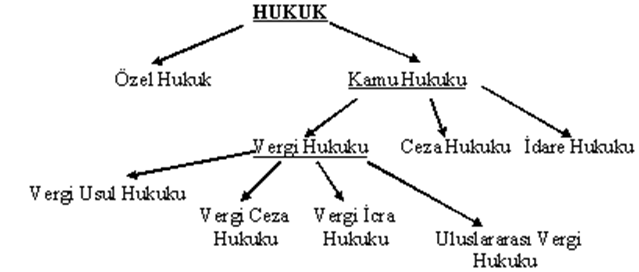 HUKUK
Özel Hukuk
Kamu Hukuku
Vergi Hukuku
Ceza Hukuku
İdare Hukuku
Vergi Usul Hukuku
Vergi Ceza
Hukuku
Vergi İcra
Hukuku
Uluslararası Vergi
Hukuku